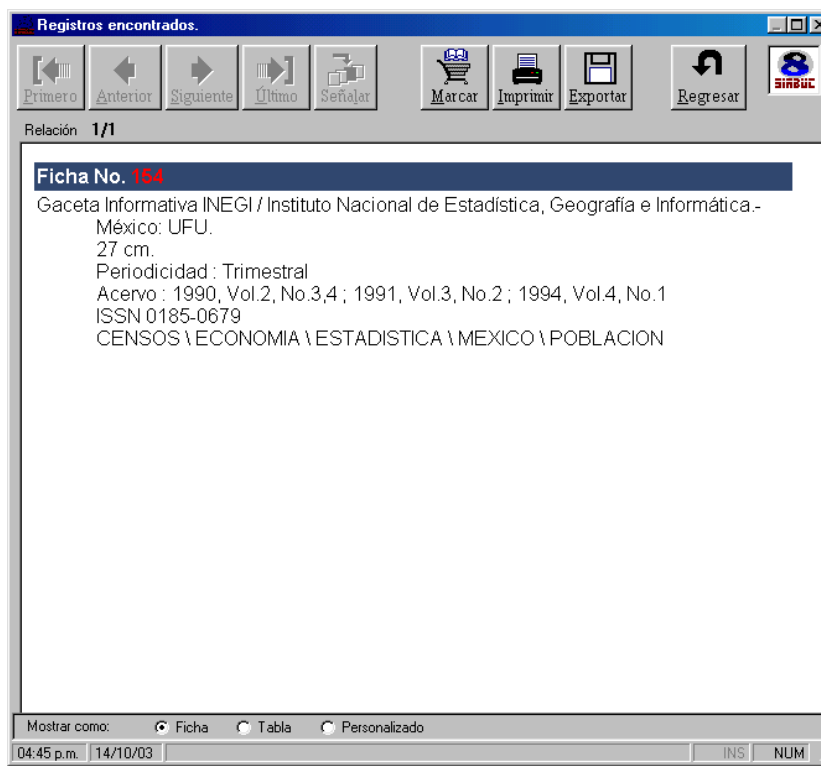 Registros encontrados.
Primero Anterior Siguiente Último Señalar Marcar Imprimir Exportar Regresar
8
SIABUC
Relación 1/1
Ficha No. 154
Gaceta Informativa INEGI / Instituto Nacional de Estadística, Geografía e Informática.-
México: UFU.
27 cm.
Periodicidad : Trimestral
Acervo : 1990, Vol.2, No.3,4 ; 1991, Vol.3, No.2 ; 1994, Vol.4, No.1
ISSN 0185-0679
CENSOS \ ECONOMIA \ ESTADISTICA \ MEXICO \ POBLACION
Mostrar como: Ficha Tabla Personalizado
04:45 p.m. 14/10/03 INS NUM